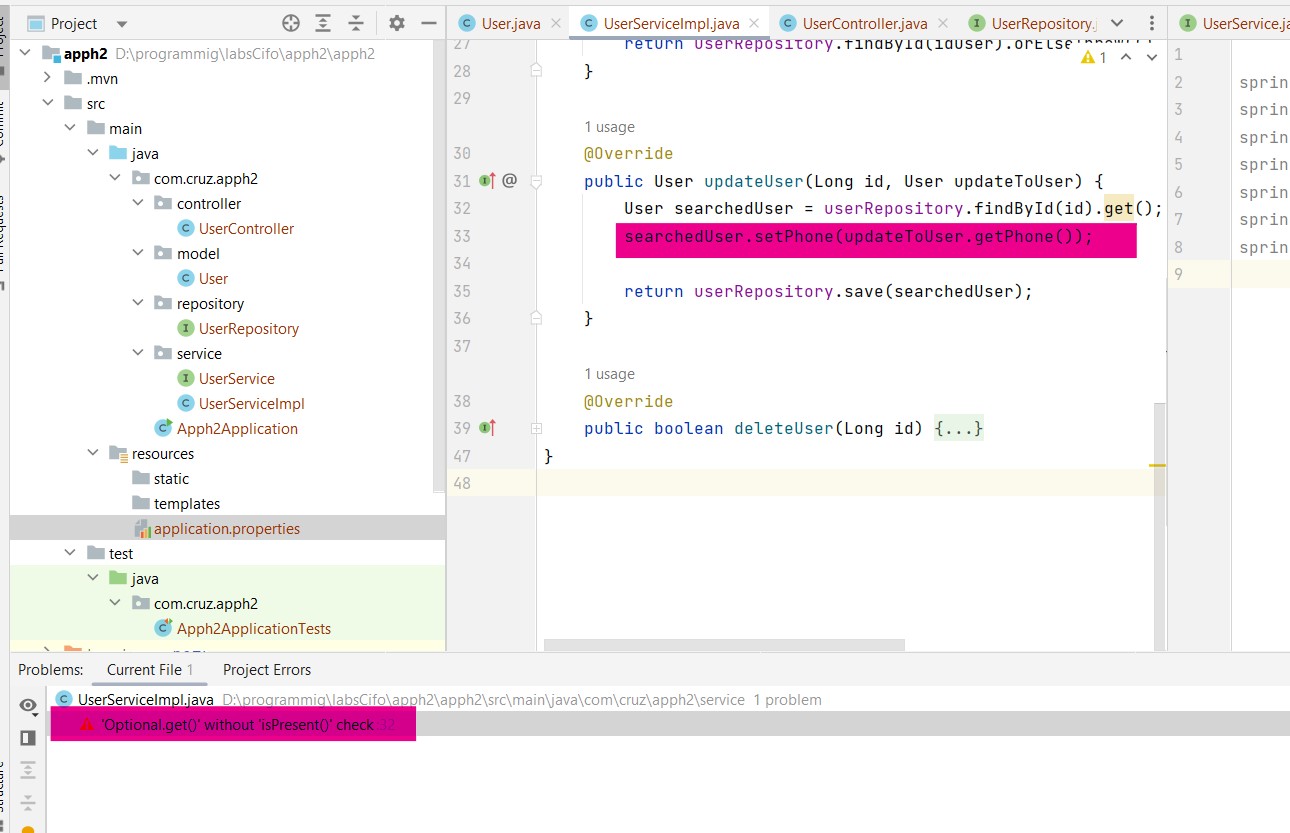 Project
User.java
UserServiceImpl.java
UserController.java
UserRepository.j
UserService.ja
apph2 D:\programmig\labsCifo\apph2\apph2
.mvn
src
main
java
com.cruz.apph2
controller
UserController
model
User
repository
UserRepository
service
UserService
UserServiceImpl
Apph2Application
resources
static
templates
application.properties
test
java
com.cruz.apph2
Apph2ApplicationTests
27 return userRepository.findById(idUser).orElseThrow();
1
28 }
29
1 usage
30 @Override
31 @ public User updateUser(Long id, User updateToUser) {
32 User searchedUser = userRepository.findById(id).get();
33 searchedUser.setPhone(updateToUser.getPhone());
34
35 return userRepository.save(searchedUser);
36 }
37
1 usage
38 @Override
39 public boolean deleteUser(Long id) {...}
47 }
48
1
2 sprin
3 sprin
4 sprin
5 sprin
6 sprin
7 sprin
8 sprin
9
Problems: Current File 1 Project Errors
UserServiceImpl.java D:\programmig\labsCifo\apph2\apph2\src\main\java\com\cruz\apph2\service 1 problem
'Optional.get()' without 'isPresent()' check :32